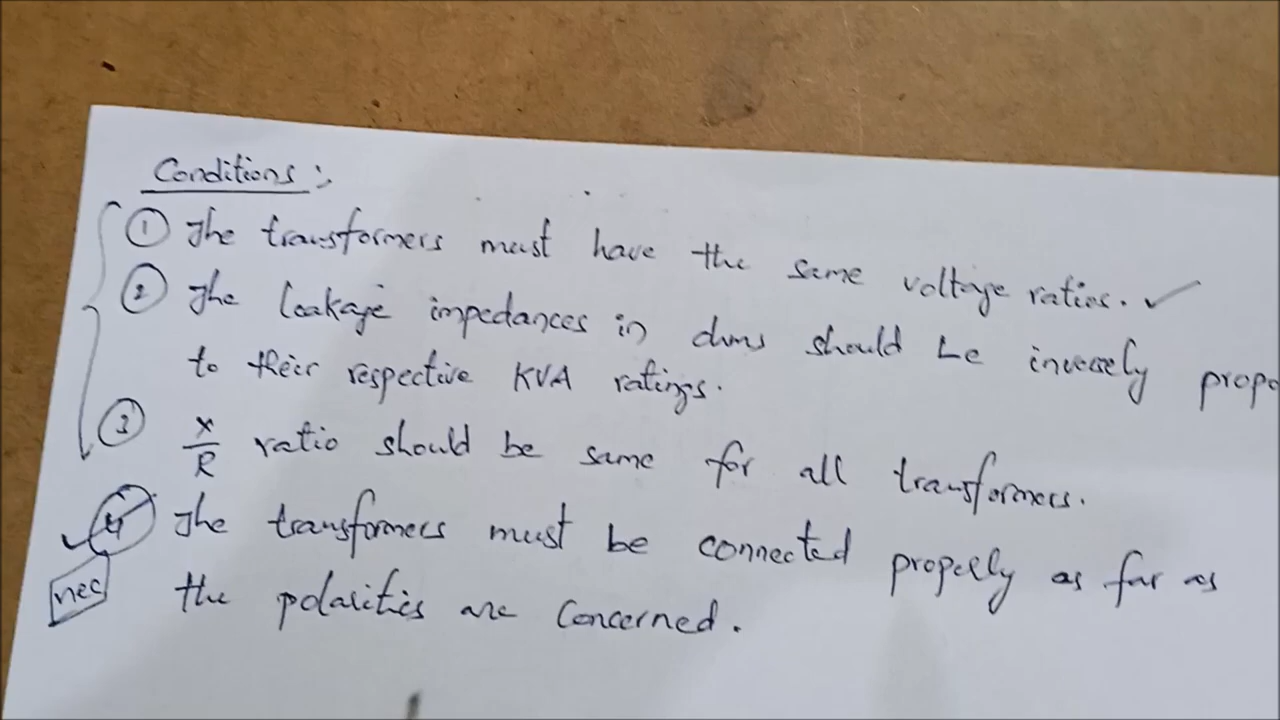 Conditions :-
① The transformers must have the same voltage ratios. ✓
② The leakage impedances in ohms should be inversely propo
to their respective KVA ratings.
③ X/R ratio should be same for all transformers.
✓ ④ The transformers must be connected properly as far as
nec the polarities are concerned.